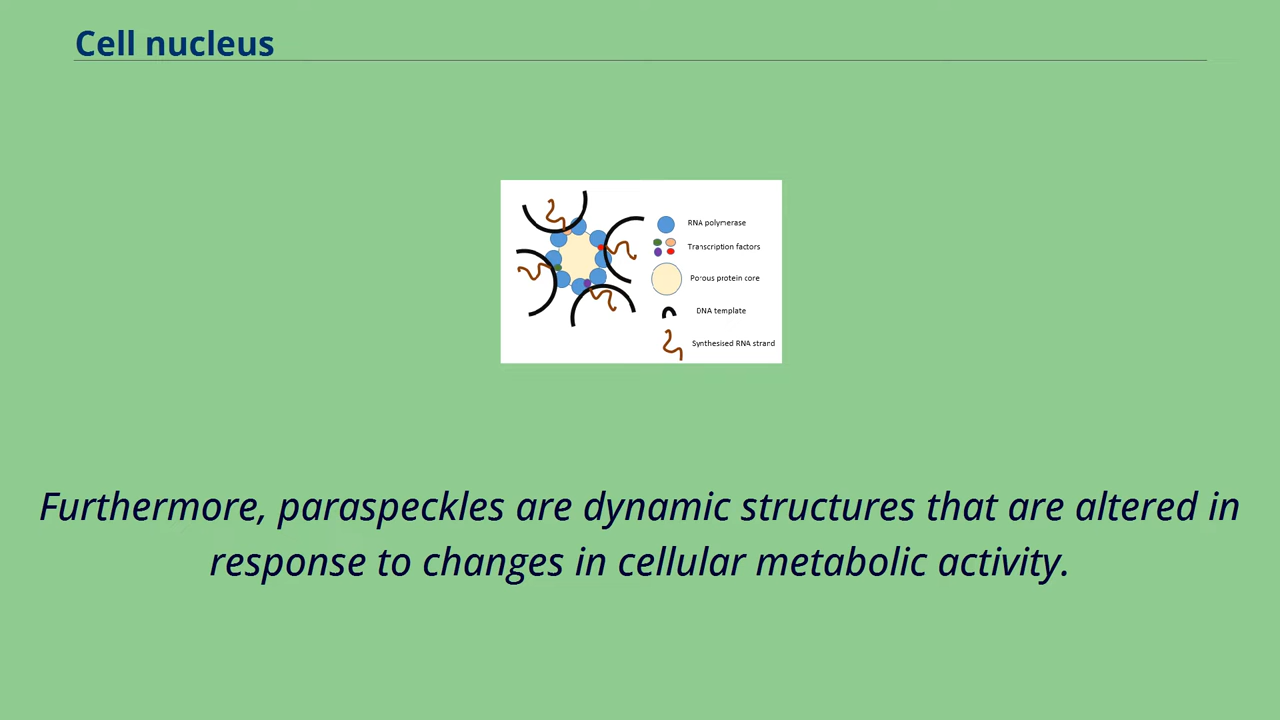 Cell nucleus
RNA polymerase
Transcription factors
Porous protein core
DNA template
Synthesised RNA strand
Furthermore, paraspeckles are dynamic structures that are altered in
response to changes in cellular metabolic activity.